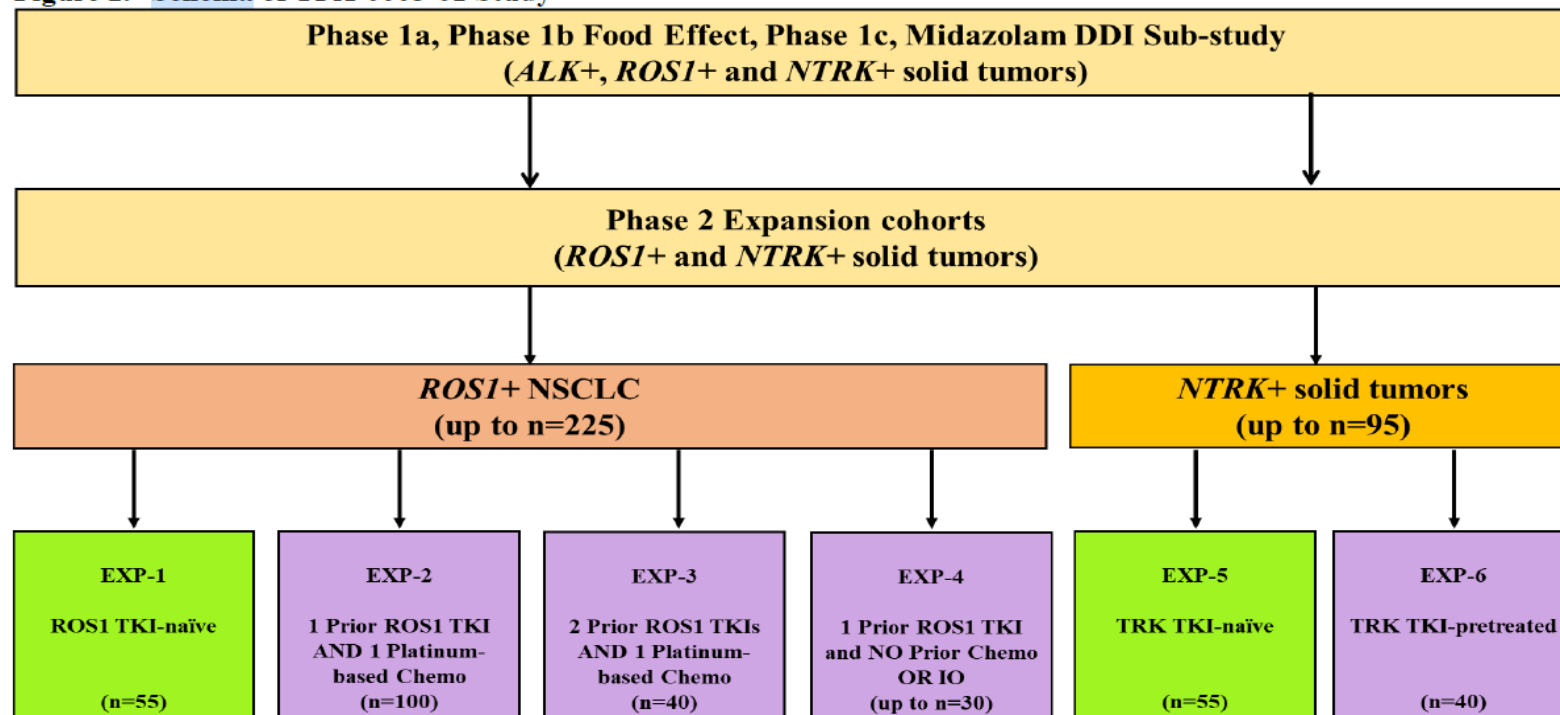 Phase 1a, Phase 1b Food Effect, Phase 1c, Midazolam DDI Sub-study
(ALK+, ROS1+ and NTRK+ solid tumors)
Phase 2 Expansion cohorts
(ROS1+ and NTRK+ solid tumors)
ROS1+ NSCLC
(up to n=225)
NTRK+ solid tumors
(up to n=95)
EXP-1
ROS1 TKI-naïve
(n=55)
EXP-2
1 Prior ROS1 TKI
AND 1 Platinum-
based Chemo
(n=100)
EXP-3
2 Prior ROS1 TKIs
AND 1 Platinum-
based Chemo
(n=40)
EXP-4
1 Prior ROS1 TKI
and NO Prior Chemo
OR IO
(up to n=30)
EXP-5
TRK TKI-naïve
(n=55)
EXP-6
TRK TKI-pretreated
(n=40)